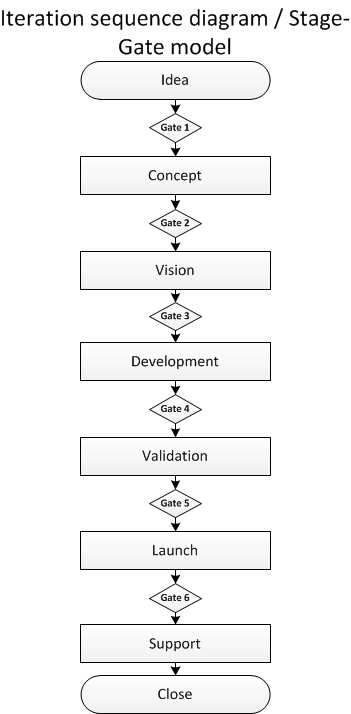 Iteration sequence diagram / Stage-
Gate model
Idea
Gate 1
Concept
Gate 2
Vision
Gate 3
Development
Gate 4
Validation
Gate 5
Launch
Gate 6
Support
Close